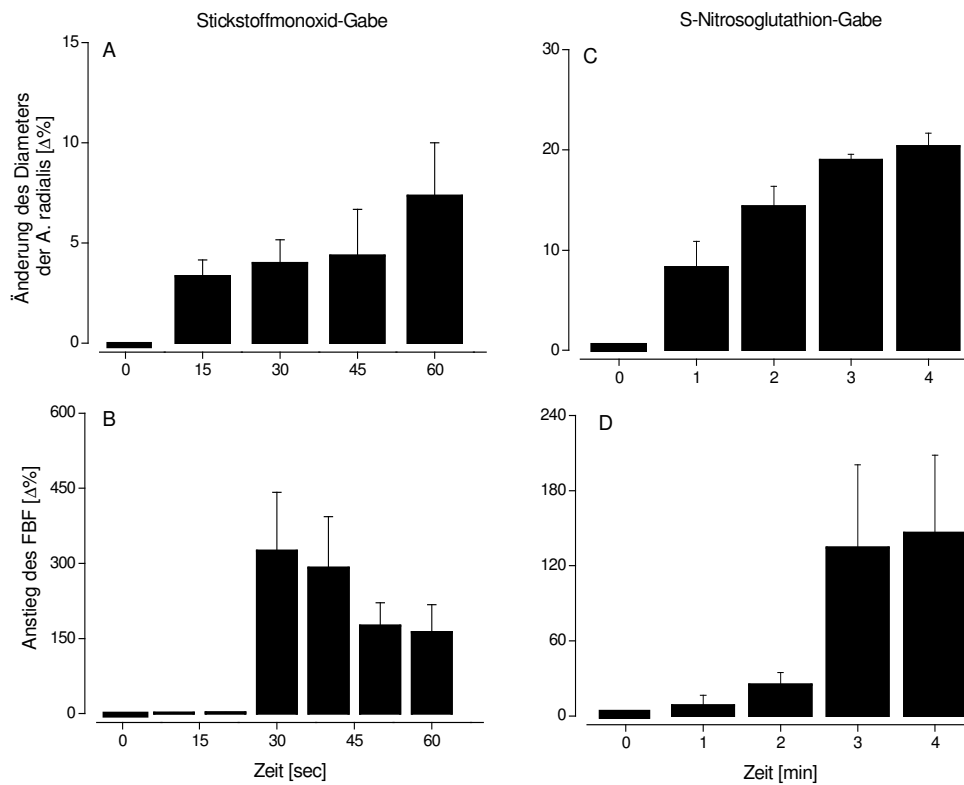 Stickstoffmonoxid-Gabe
S-Nitrosoglutathion-Gabe
A
Änderung des Diameters
der A. radialis [Δ%]
15
10
5
0
0 15 30 45 60
C
30
20
10
0
0 1 2 3 4
B
Anstieg des FBF [Δ%]
600
450
300
150
0
0 15 30 45 60
Zeit [sec]
D
240
180
120
60
0
0 1 2 3 4
Zeit [min]